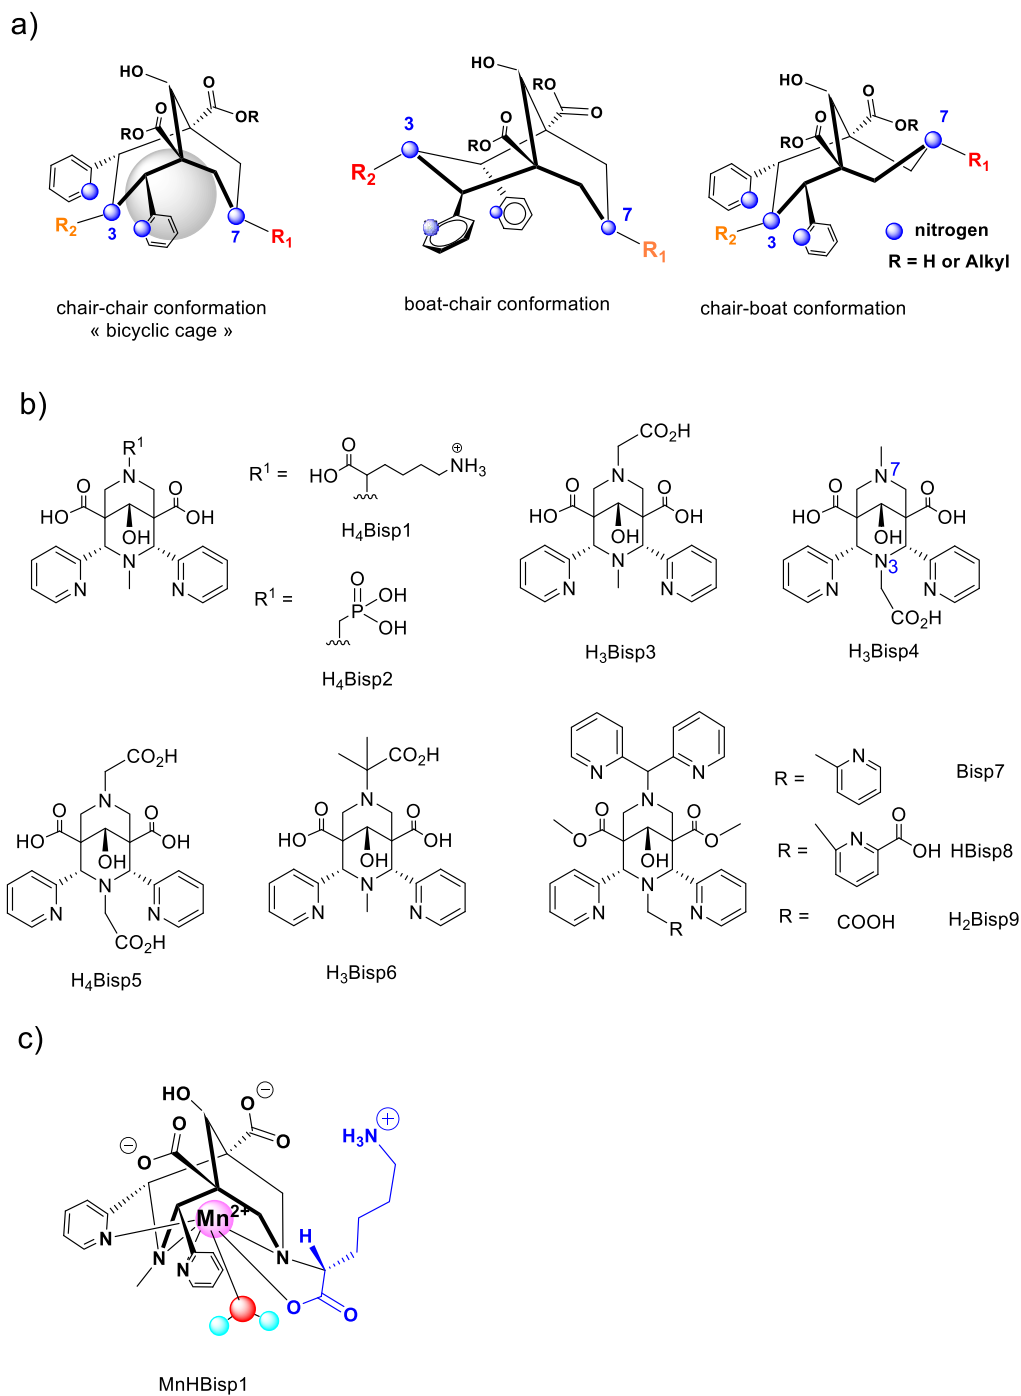 a)
HO
O
O
RO
OR
R₂
3
7
R₁
chair-chair conformation
« bicyclic cage »
HO
RO
O
O
RO
3
R₂
7
R₁
boat-chair conformation
HO
O
O
RO
OR
7
R₁
R₂
3
nitrogen
R = H or Alkyl
chair-boat conformation
b)
R¹
N
O
O
HO
OH
OH
N
N
N
R¹ =
O
HO
⊕
NH₃
H₄Bisp1
R¹ =
O
P
OH
OH
H₄Bisp2
CO₂H
N
O
O
HO
OH
OH
N
N
N
H₃Bisp3
N
7
O
O
HO
OH
OH
N
N3
N
CO₂H
H₃Bisp4
CO₂H
N
O
O
HO
OH
OH
N
N
N
CO₂H
H₄Bisp5
CO₂H
N
O
O
HO
OH
OH
N
N
N
H₃Bisp6
N
N
N
O
O
O
O
OH
N
N
N
R
R =
N
Bisp7
R =
N
O
OH
HBisp8
R =
COOH
H₂Bisp9
c)
HO
O
⊖
O
O
⊖
O
H₃N
⊕
N
Mn²⁺
H
N
N
N
O
O
MnHBisp1